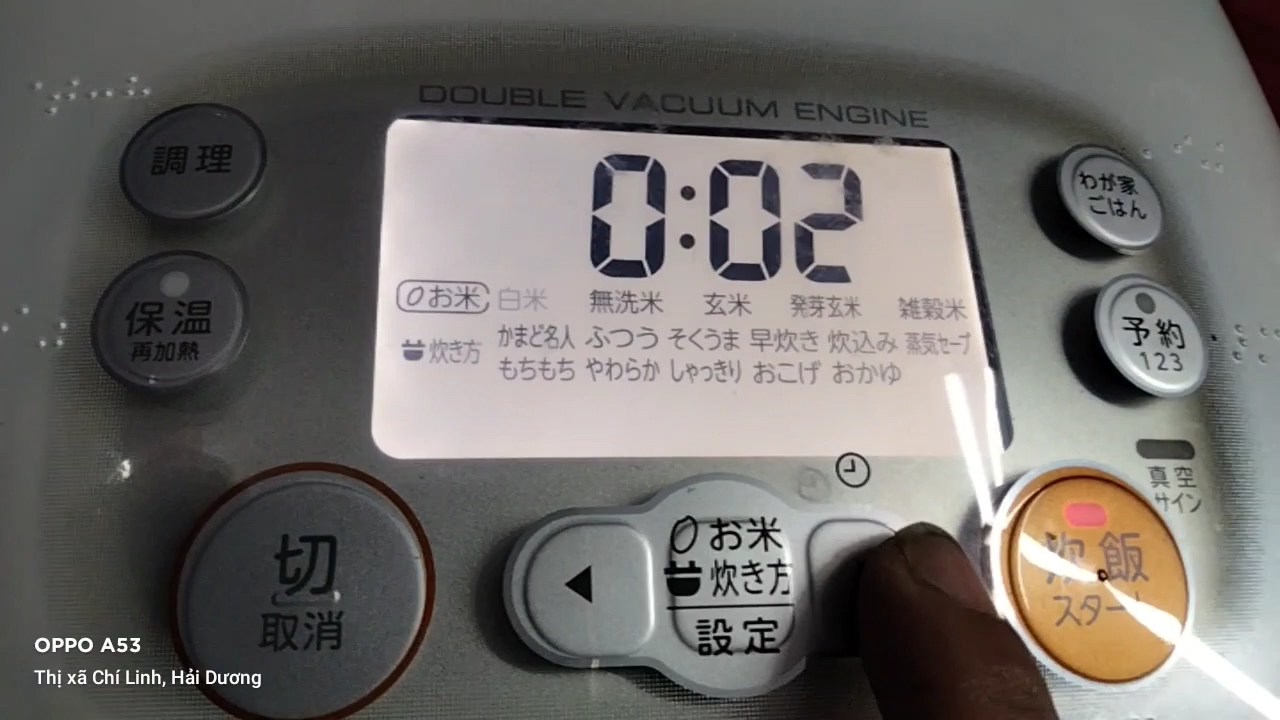 DOUBLE VACUUM ENGINE
調理
保温
再加熱
0:02
お米 白米 無洗米 玄米 発芽玄米 雑穀米
炊き方 かまど名人 ふつう そくうま 早炊き 炊込み 蒸気セーブ
もちもち やわらか しゃっきり おこげ おかゆ
わが家
ごはん
予約
123
真空
サイン
切
取消
お米
炊き方
設定
炊飯
スタート
OPPO A53
Thị xã Chí Linh, Hải Dương